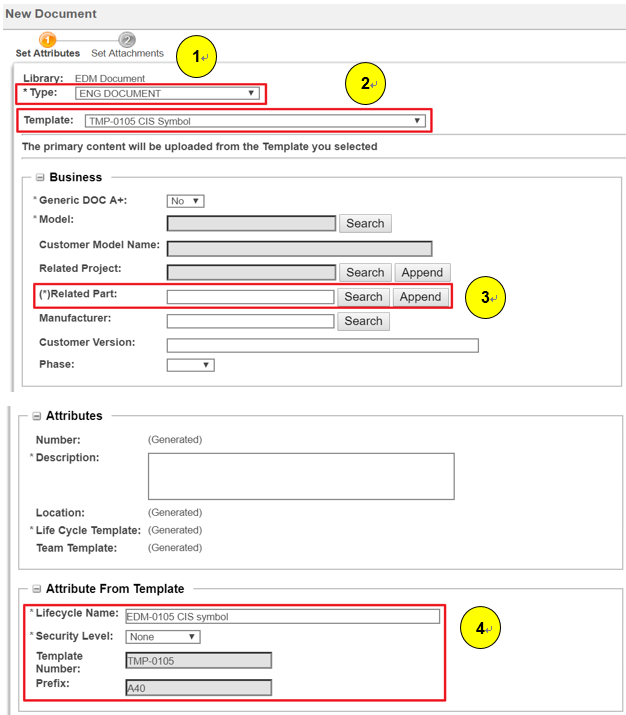 New Document
1 2
Set Attributes Set Attachments
1
Library: EDM Document
2
* Type: ENG DOCUMENT
Template: TMP-0105 CIS Symbol
The primary content will be uploaded from the Template you selected
Business
* Generic DOC A+: No
* Model: Search
Customer Model Name:
Related Project: Search Append
(*)Related Part: Search Append
3
Manufacturer: Search
Customer Version:
Phase:
Attributes
Number: (Generated)
* Description:
Location: (Generated)
* Life Cycle Template: (Generated)
Team Template: (Generated)
Attribute From Template
* Lifecycle Name: EDM-0105 CIS symbol
4
* Security Level: None
Template
Number: TMP-0105
Prefix: A40